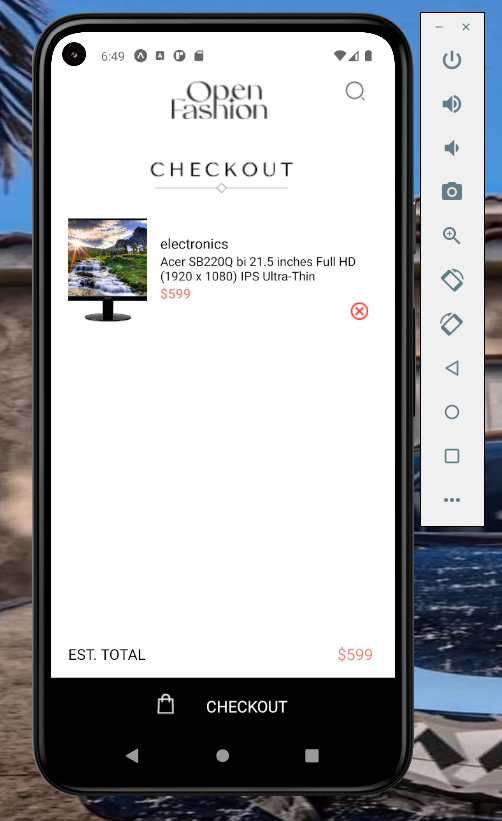 6:49
Open
Fashion
CHECKOUT
electronics
Acer SB220Q bi 21.5 inches Full HD
(1920 x 1080) IPS Ultra-Thin
$599
EST. TOTAL $599
CHECKOUT